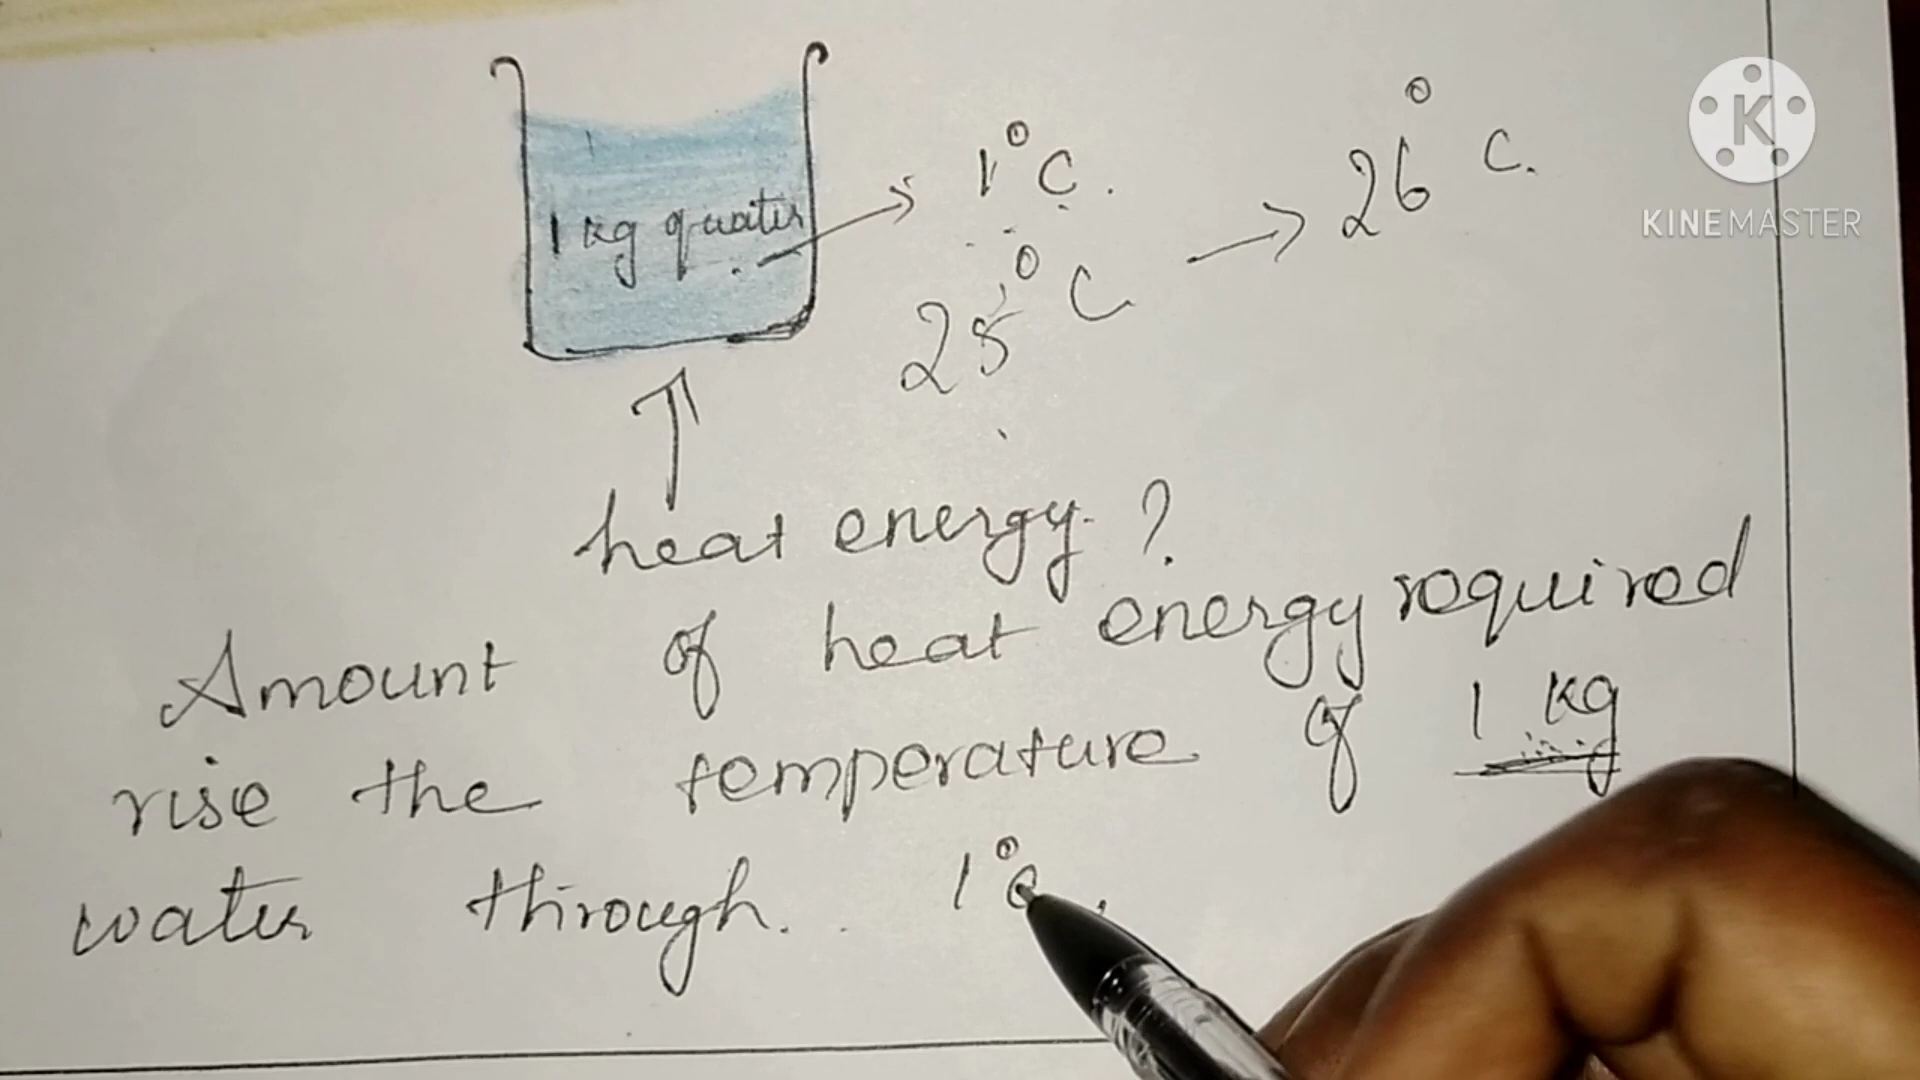 1 kg of water
1°C.
25°C
26°C.
heat energy?
Amount of heat energy required
rise the temperature of 1 kg
water through. 1°C
K
KINEMASTER